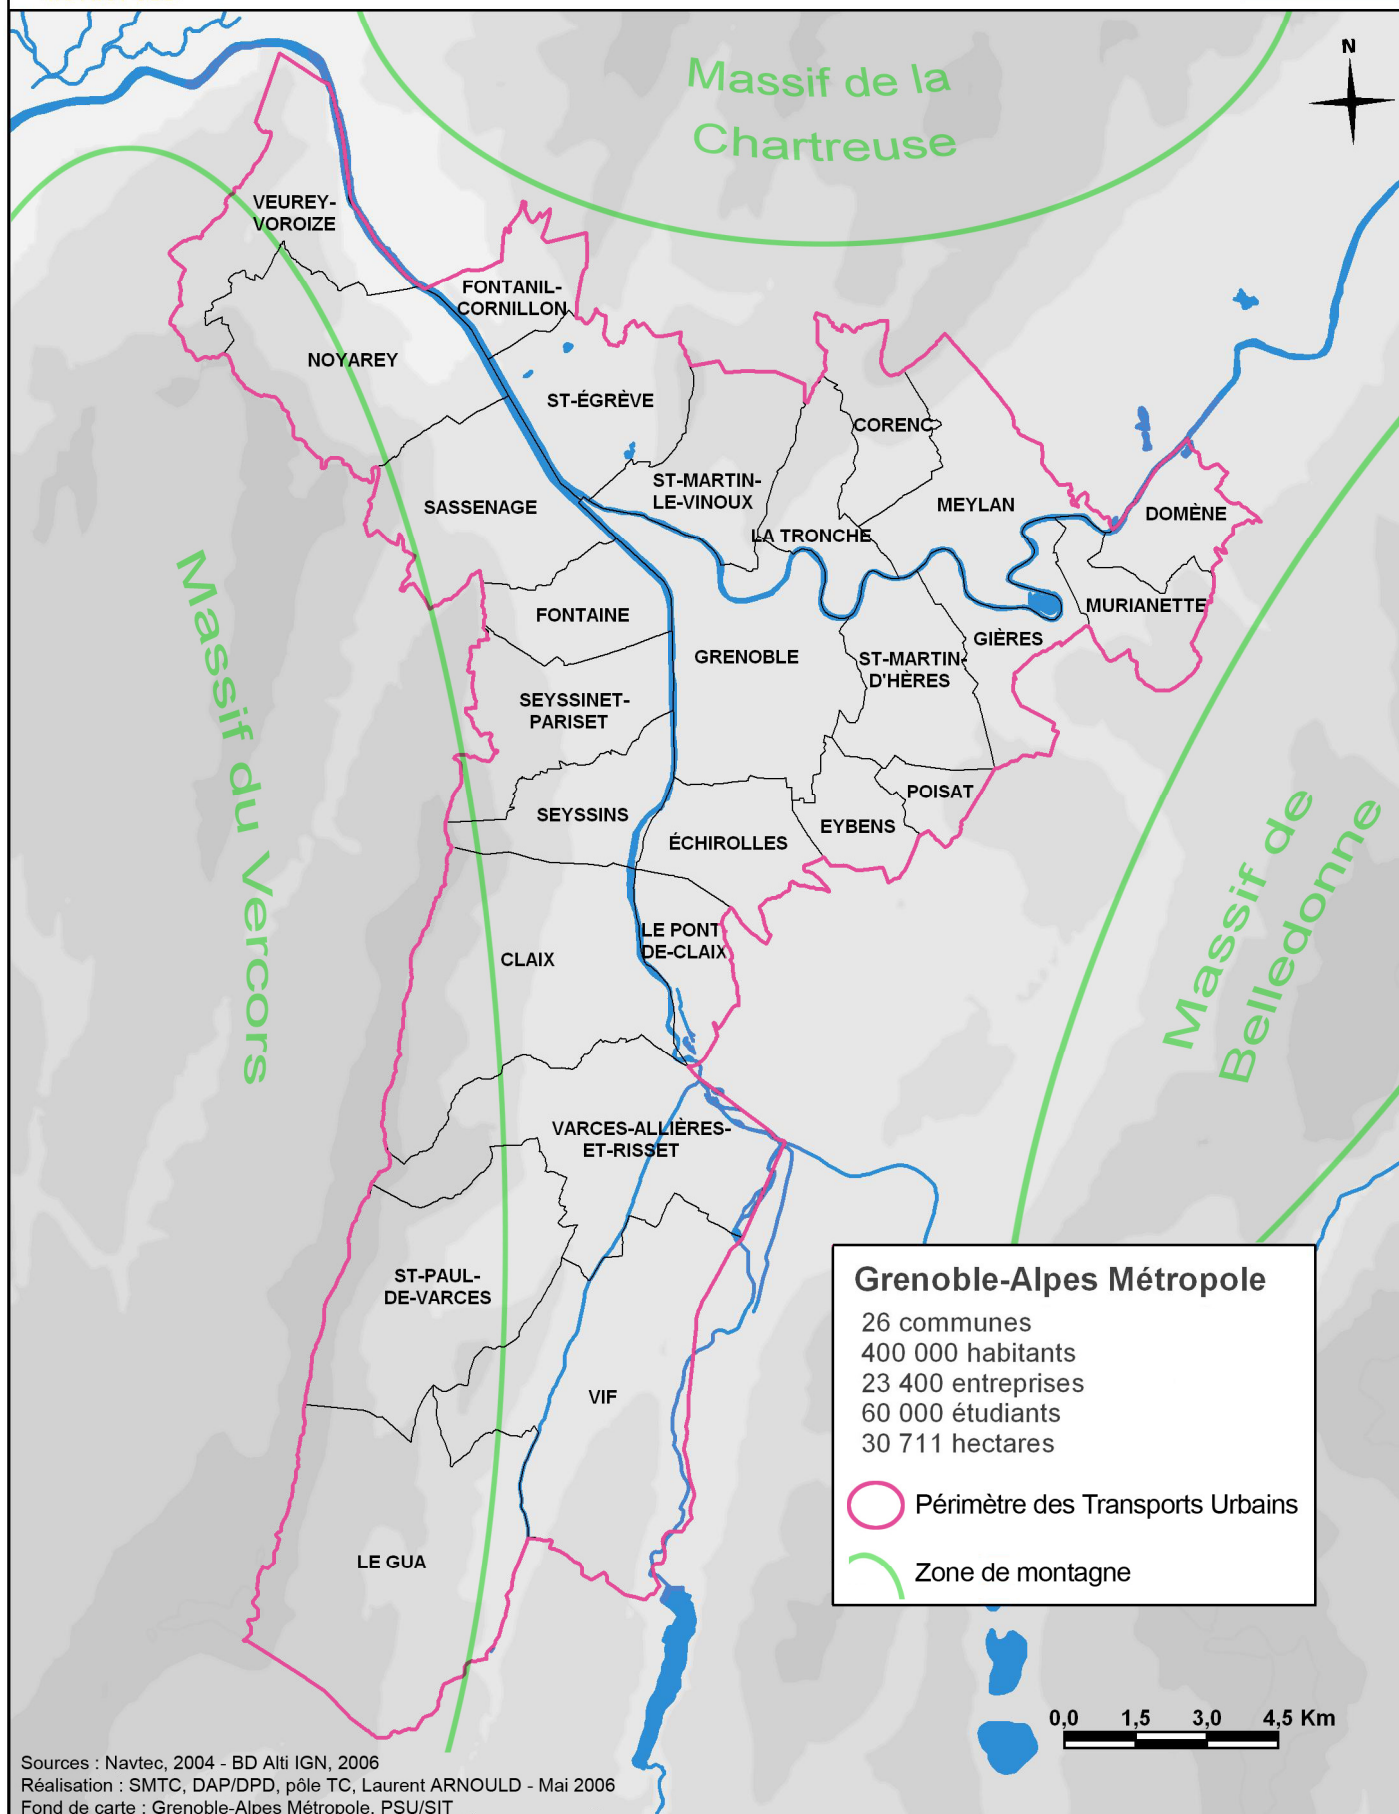 Massif de la
Chartreuse
N
VEUREY-
VOROIZE
FONTANIL-
CORNILLON
NOYAREY
ST-ÉGRÈVE
CORENC
ST-MARTIN-
LE-VINOUX
SASSENAGE
MEYLAN
DOMÈNE
LA TRONCHE
FONTAINE
MURIANETTE
GIÈRES
GRENOBLE
ST-MARTIN-
D'HÈRES
SEYSSINET-
PARISET
Massif du Vercors
POISAT
SEYSSINS
EYBENS
ÉCHIROLLES
Massif de
Belledonne
LE PONT
DE-CLAIX
CLAIX
VARCES-ALLIÈRES-
ET-RISSET
ST-PAUL-
DE-VARCES
VIF
LE GUA
Grenoble-Alpes Métropole
26 communes
400 000 habitants
23 400 entreprises
60 000 étudiants
30 711 hectares
Périmètre des Transports Urbains
Zone de montagne
0,0 1,5 3,0 4,5 Km
Sources : Navtec, 2004 - BD Alti IGN, 2006
Réalisation : SMTC, DAP/DPD, pôle TC, Laurent ARNOULD - Mai 2006
Fond de carte : Grenoble-Alpes Métropole, PSU/SIT